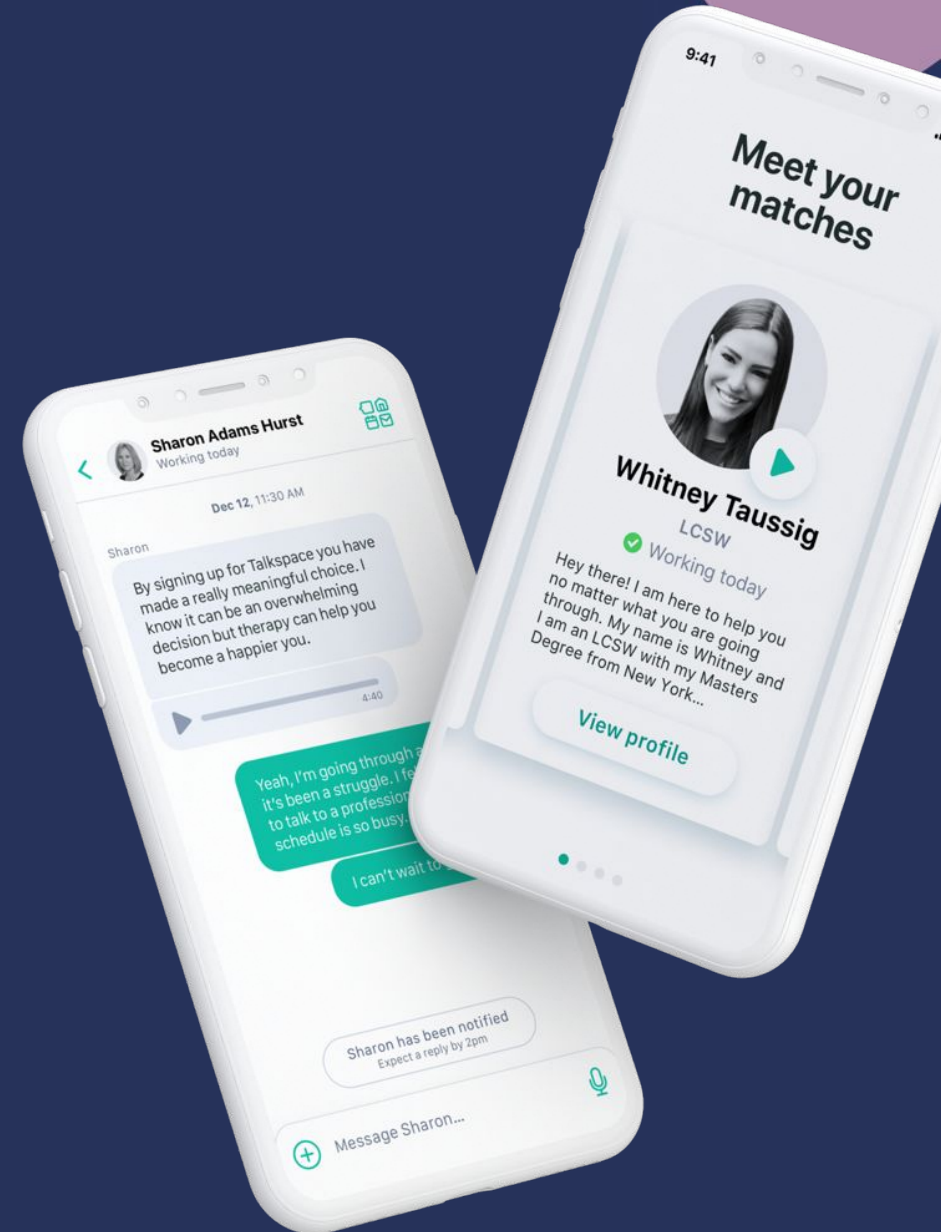 Sharon Adams Hurst
Working today
Dec 12, 11:30 AM
Sharon
By signing up for Talkspace you have
made a really meaningful choice. I
know it can be an overwhelming
decision but therapy can help you
become a happier you.
4:40
Yeah, I'm going through
it's been a struggle. I
to talk to a
schedule is so busy.
I can't wait to
Sharon has been notified
Expect a reply by 2pm
Message Sharon...
9:41
Meet your
matches
Whitney Taussig
LCSW
Working today
Hey there! I am here to help you
no matter what you are going
through. My name is Whitney and
I am an LCSW with my Masters
Degree from New York...
View profile